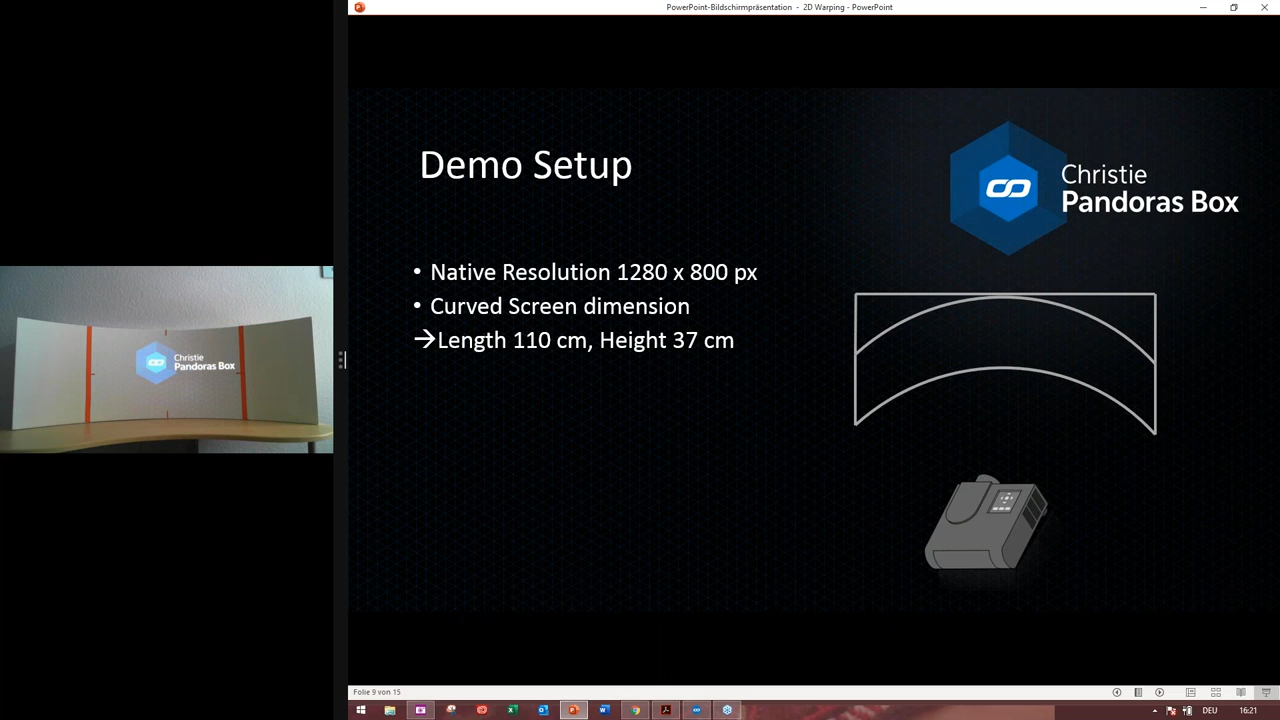 PowerPoint-Bildschirmpräsentation - 2D Warping - PowerPoint
Demo Setup
Christie
Pandoras Box
• Native Resolution 1280 x 800 px
• Curved Screen dimension
→Length 110 cm, Height 37 cm
Christie
Pandoras Box
Folie 9 von 15
DEU 16:21